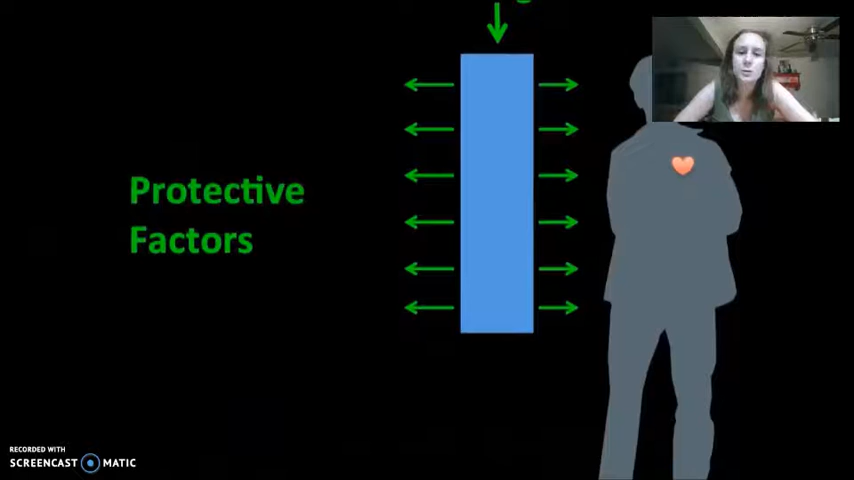 Protective
Factors
RECORDED WITH
SCREENCAST MATIC